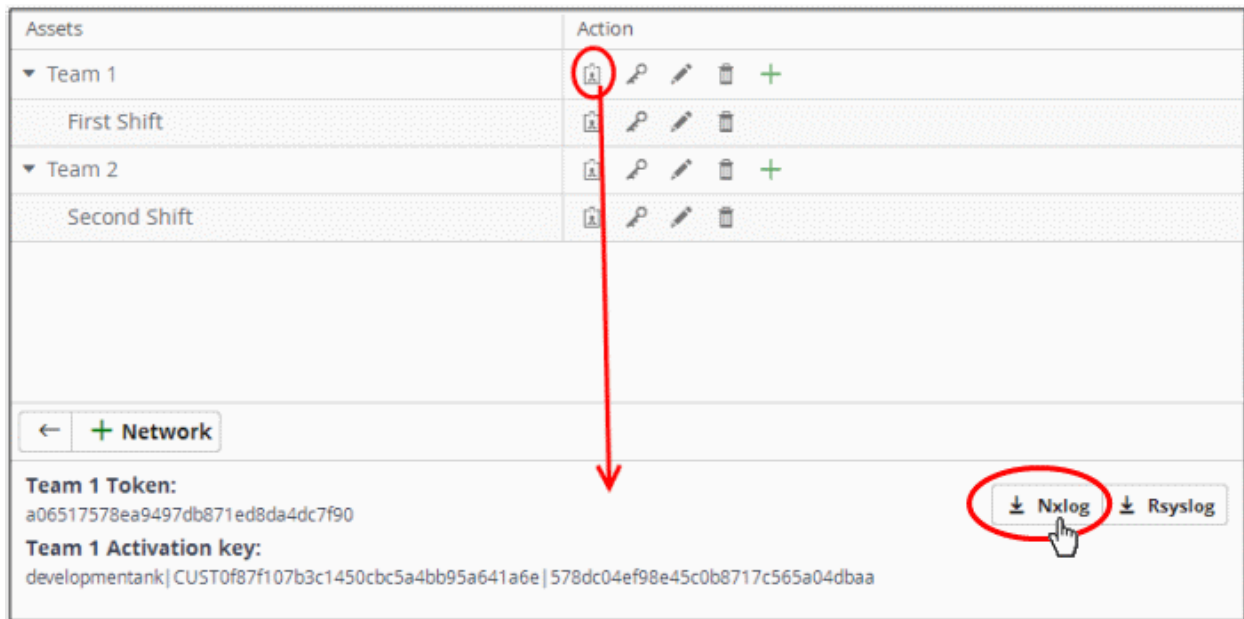 Assets Action
Team 1
First Shift
Team 2
Second Shift
Network
Team 1 Token:
a06517578ea9497db871ed8da4dc7f90
Nxlog Rsyslog
Team 1 Activation key:
developmentank|CUST0f87f107b3c1450cbc5a4bb95a641a6e|578dc04ef98e45c0b8717c565a04dbaa